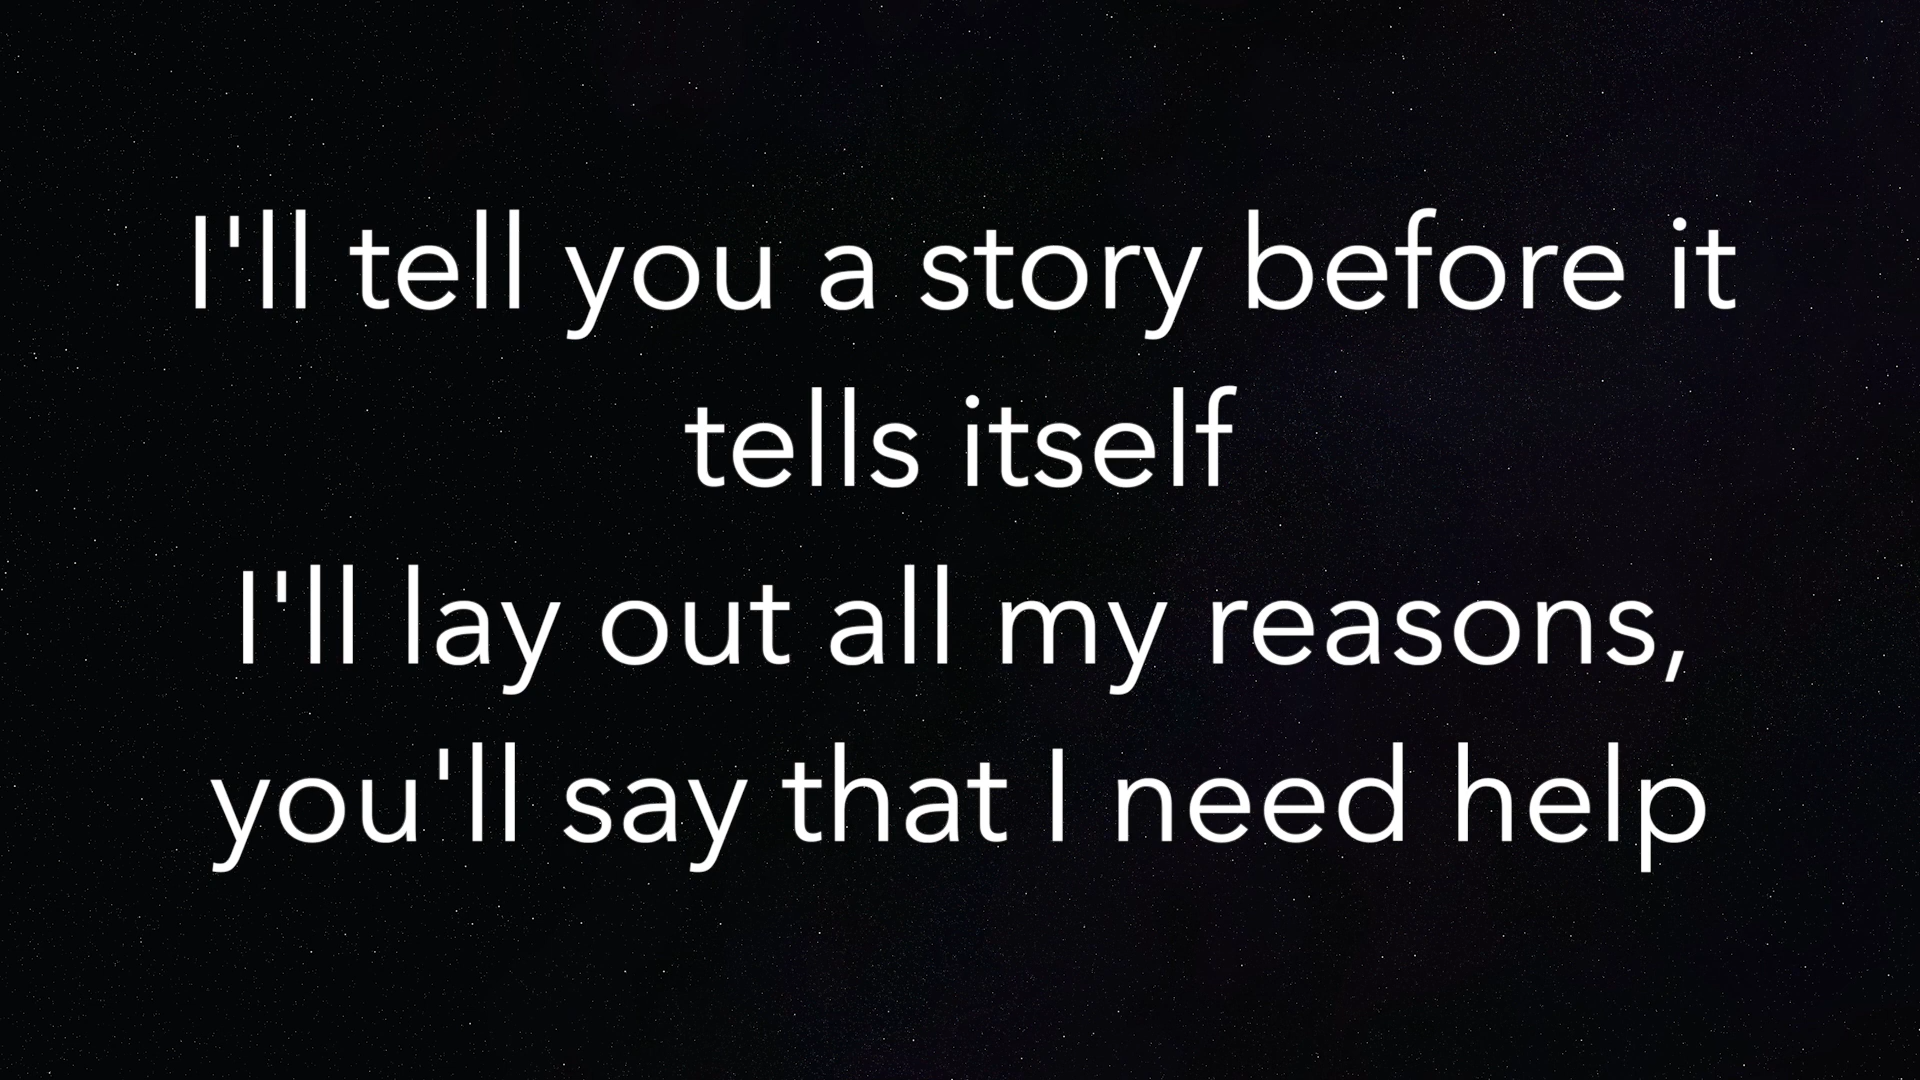 I'll tell you a story before it
tells itself
I'll lay out all my reasons,
you'll say that I need help